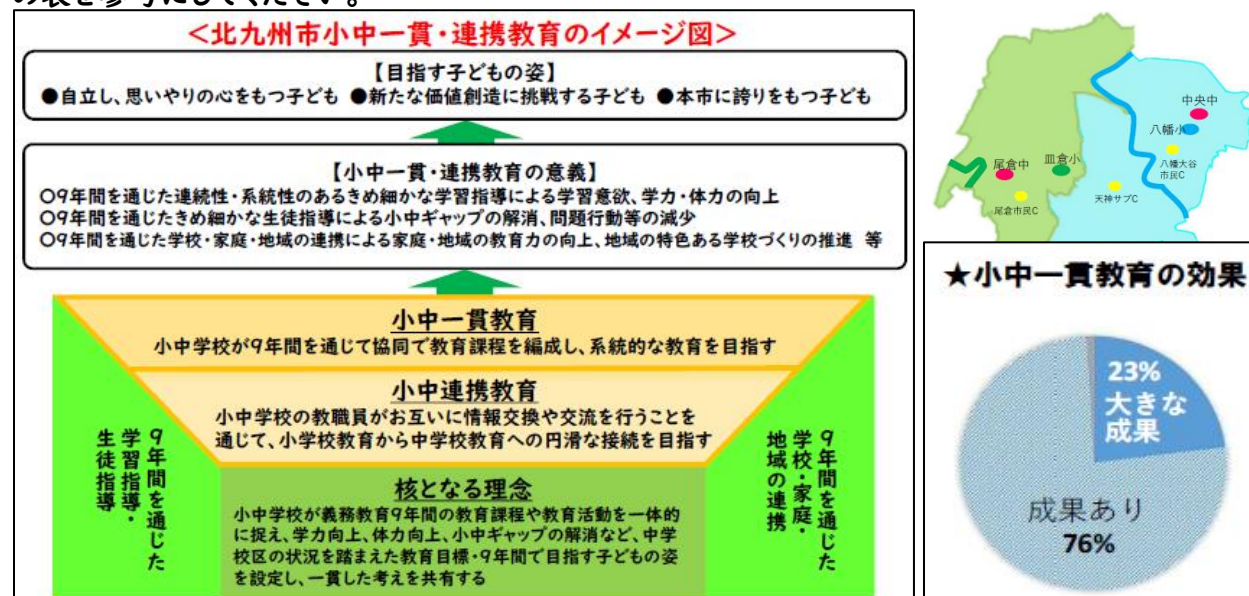 の表を参考にしてください。
<北九州市小中一貫・連携教育のイメージ図>
【目指す子どもの姿】
●自立し、思いやりの心をもつ子ども ●新たな価値創造に挑戦する子ども ●本市に誇りをもつ子ども
【小中一貫・連携教育の意義】
○9年間を通じた連続性・系統性のあるきめ細かな学習指導による学習意欲、学力・体力の向上
○9年間を通じたきめ細かな生徒指導による小中ギャップの解消、問題行動等の減少
○9年間を通じた学校・家庭・地域の連携による家庭・地域の教育力の向上、地域の特色ある学校づくりの推進 等
小中一貫教育
小中学校が9年間を通じて協同で教育課程を編成し、系統的な教育を目指す
小中連携教育
小中学校の教職員がお互いに情報交換や交流を行うことを
通じて、小学校教育から中学校教育への円滑な接続を目指す
核となる理念
小中学校が義務教育9年間の教育課程や教育活動を一体的
に捉え、学力向上、体力向上、小中ギャップの解消など、中学
校区の状況を踏まえた教育目標・9年間で目指す子どもの姿
を設定し、一貫した考えを共有する
9年間を通じた
学習指導・
生徒指導
9年間を通じた
学校・家庭・
地域の連携
中央中
八幡小
八幡大谷
市民C
尾倉中
皿倉小
天神サブC
尾倉市民C
★小中一貫教育の効果
23%
大きな
成果
成果あり
76%